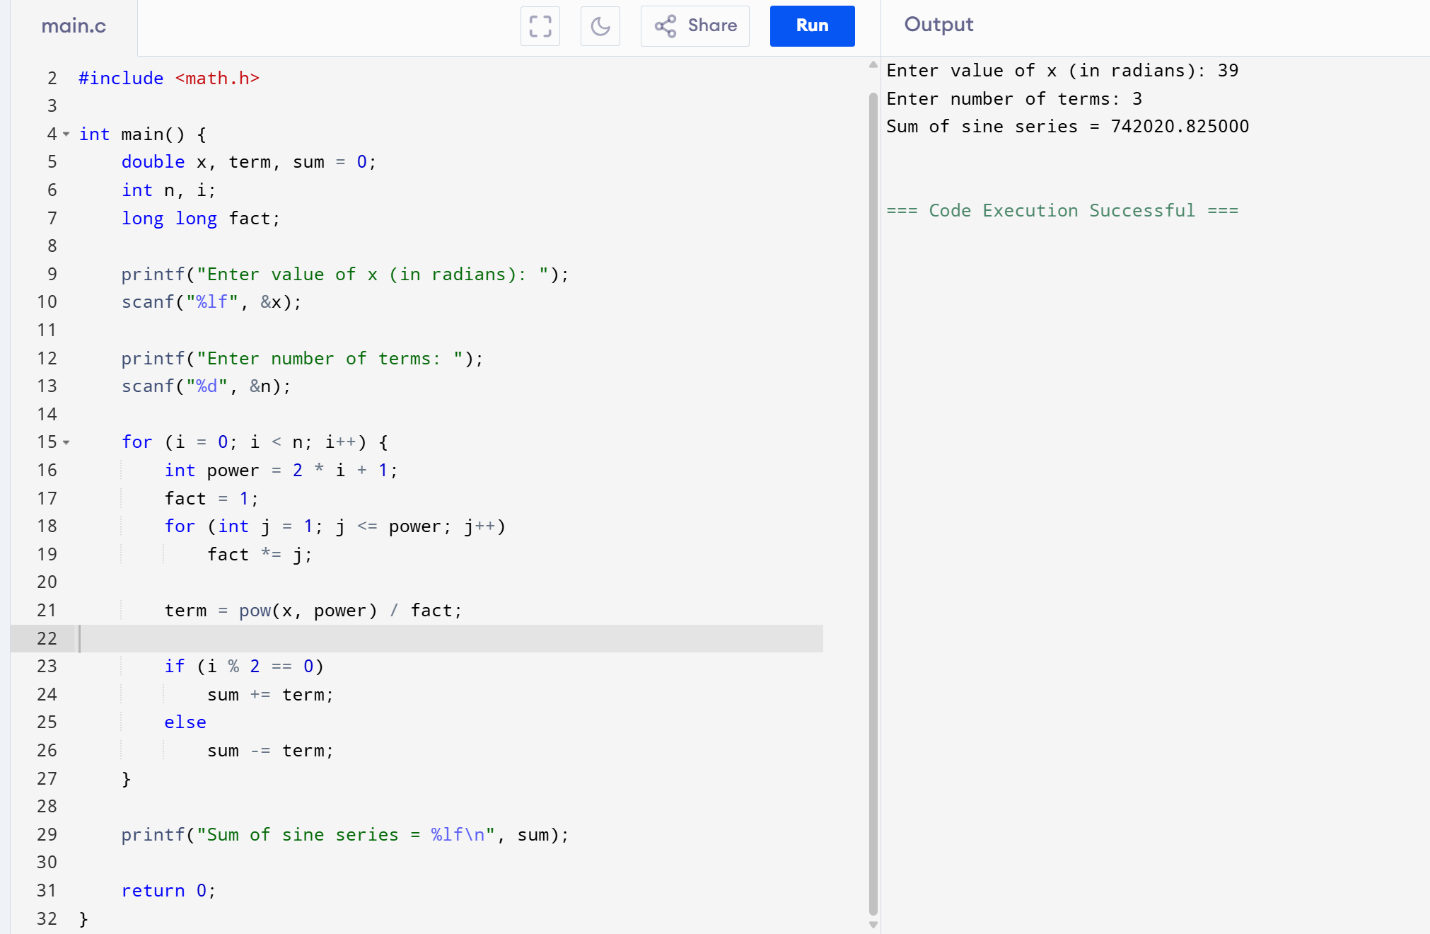 main.c
Share
Run
Output
2 #include <math.h>
3
4 int main() {
5     double x, term, sum = 0;
6     int n, i;
7     long long fact;
8
9     printf("Enter value of x (in radians): ");
10     scanf("%lf", &x);
11
12     printf("Enter number of terms: ");
13     scanf("%d", &n);
14
15     for (i = 0; i < n; i++) {
16         int power = 2 * i + 1;
17         fact = 1;
18         for (int j = 1; j <= power; j++)
19             fact *= j;
20
21         term = pow(x, power) / fact;
22
23         if (i % 2 == 0)
24             sum += term;
25         else
26             sum -= term;
27     }
28
29     printf("Sum of sine series = %lf\n", sum);
30
31     return 0;
32 }
Enter value of x (in radians): 39
Enter number of terms: 3
Sum of sine series = 742020.825000
=== Code Execution Successful ===